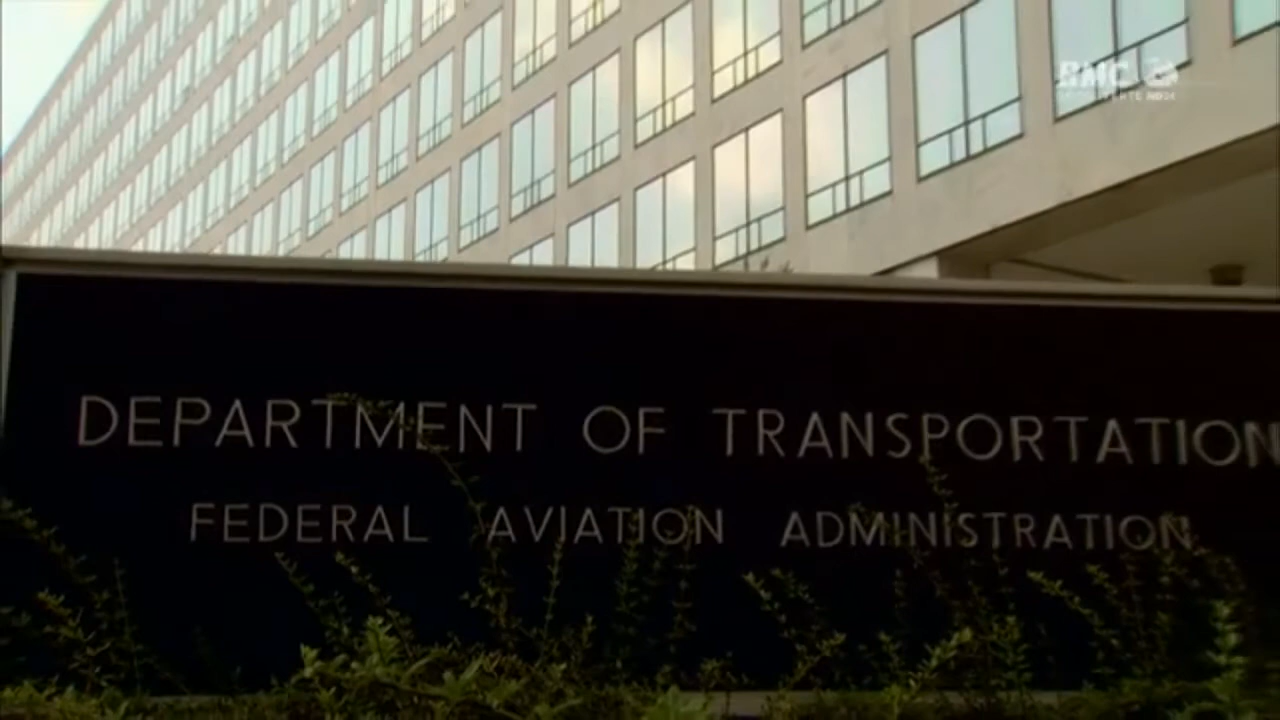 RMC
DEPARTMENT OF TRANSPORTATION
FEDERAL AVIATION ADMINISTRATION